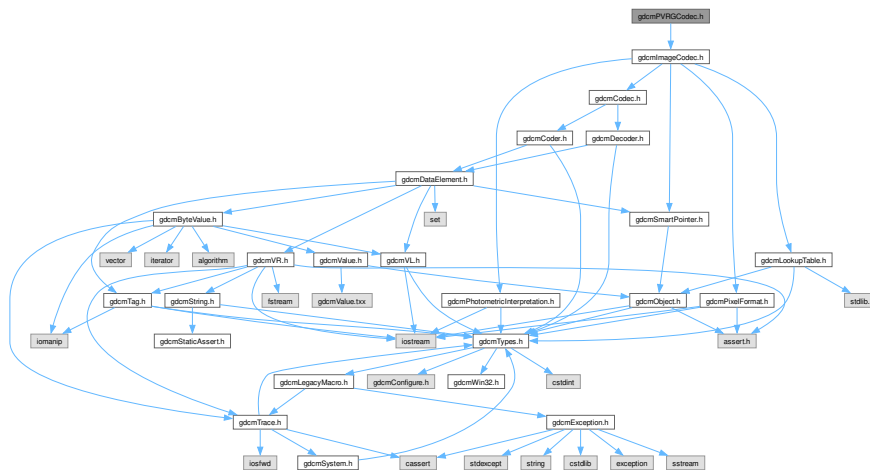 gdcmPVRGCodec.h
gdcmImageCodec.h
gdcmCodec.h
gdcmCoder.h
gdcmDecoder.h
gdcmDataElement.h
gdcmByteValue.h
set
gdcmSmartPointer.h
vector
iterator
algorithm
gdcmVR.h
gdcmValue.h
gdcmVL.h
gdcmLookupTable.h
gdcmTag.h
gdcmString.h
fstream
gdcmValue.txx
gdcmPhotometricInterpretation.h
gdcmObject.h
gdcmPixelFormat.h
stdlib.
iomanip
gdcmStaticAssert.h
iostream
gdcmTypes.h
assert.h
gdcmLegacyMacro.h
gdcmConfigure.h
gdcmWin32.h
cstdint
gdcmTrace.h
gdcmException.h
iosfwd
gdcmSystem.h
cassert
stdexcept
string
cstdlib
exception
sstream